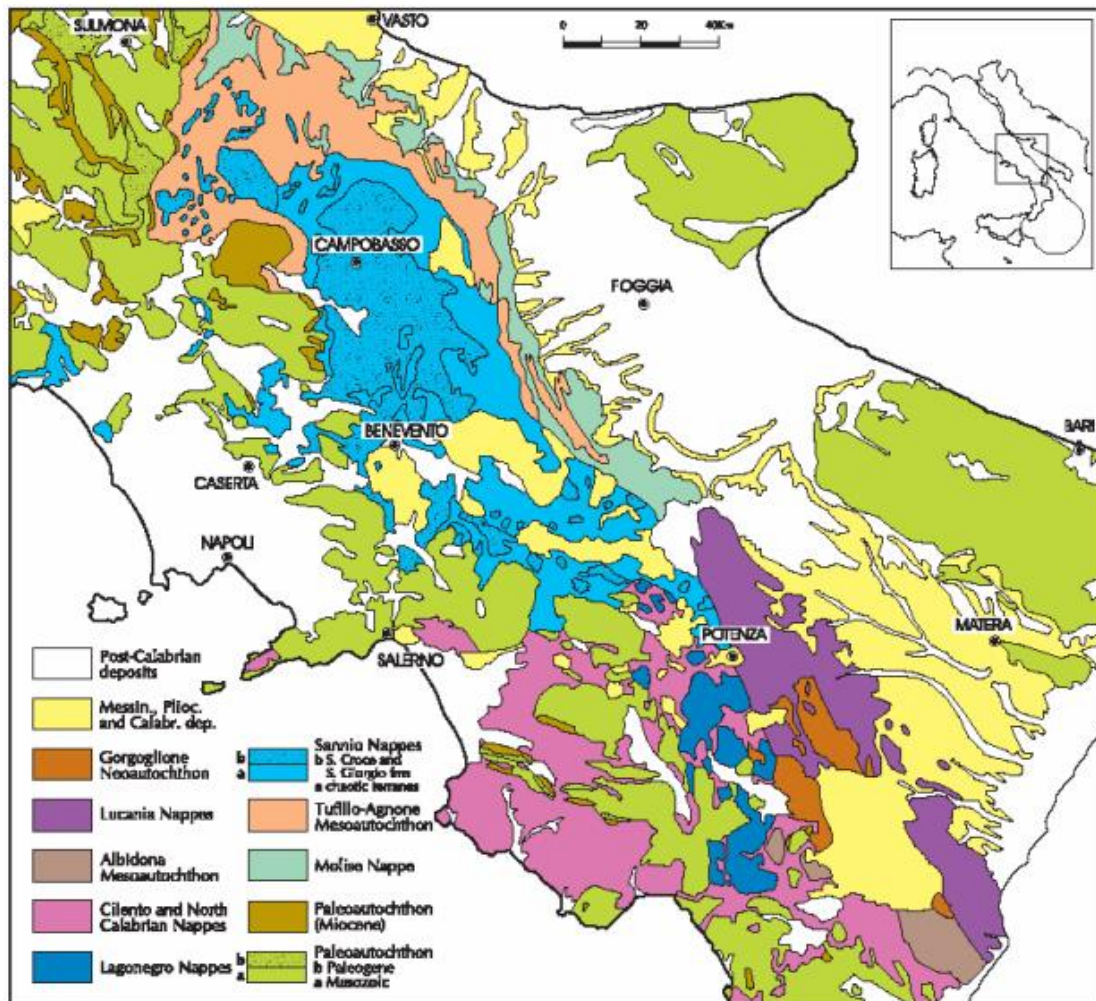 SULMONA
VASTO
0 20 40Km
CAMPOBASSO
FOGGIA
BARI
BENEVENTO
CASERTA
NAPOLI
POTENZA
MATERA
SALERNO
Post-Calabrian
deposits
Messin., Plioc.
and Calabr. dep.
Gorgoglione
Neoautochton
Lucania Nappes
Albidona
Mesoautochthon
Cilento and North
Calabrian Nappes
Lagonegro Nappes
b
a
Sannio Nappes
b S. Croce and
S. Giorgio fms
a chaotic terranes
Tufillo-Agnone
Mesoautochthon
Molise Nappe
Paleoautochthon
(Miocene)
b
a
Paleoautochthon
b Paleogene
a Mesozoic